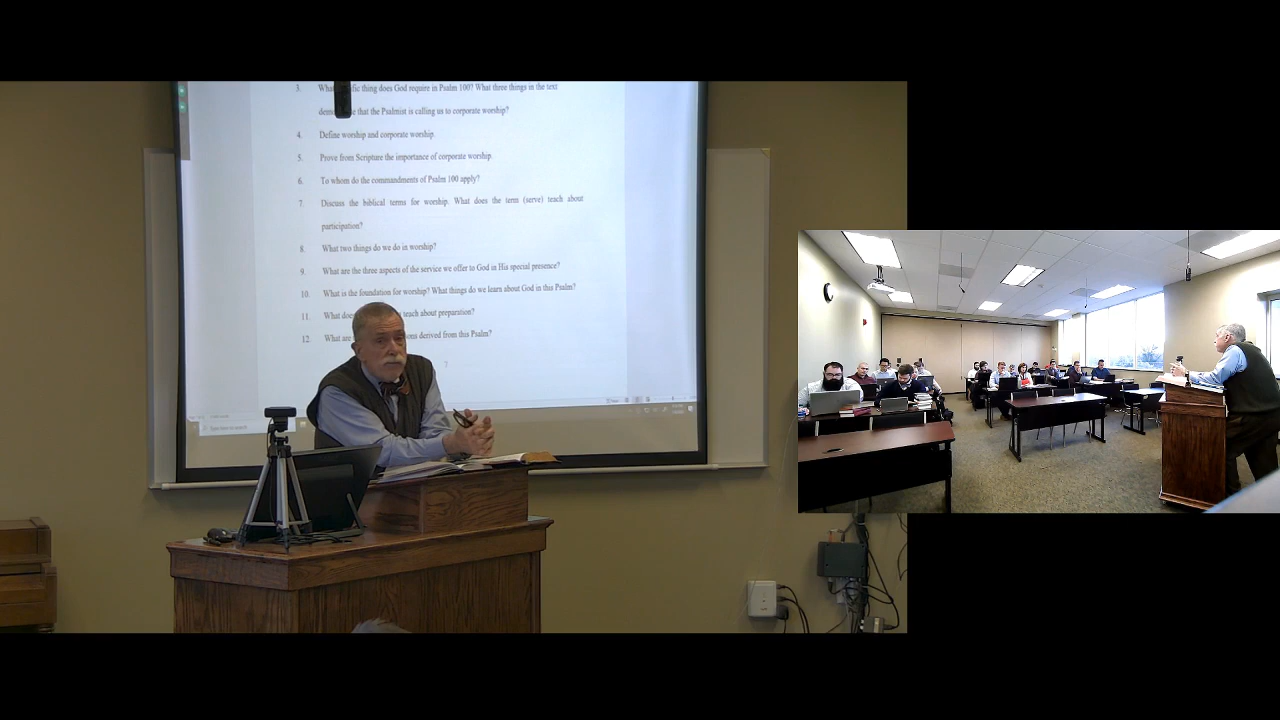 3. What fic thing does God require in Psalm 100? What three things in the text
demo e that the Psalmist is calling us to corporate worship?
4. Define worship and corporate worship.
5. Prove from Scripture the importance of corporate worship.
6. To whom do the commandments of Psalm 100 apply?
7. Discuss the biblical terms for worship. What does the term (serve) teach about
participation?
8. What two things do we do in worship?
9. What are the three aspects of the service we offer to God in His special presence?
10. What is the foundation for worship? What things do we learn about God in this Psalm?
11. What does teach about preparation?
12. What are ons derived from this Psalm?
7